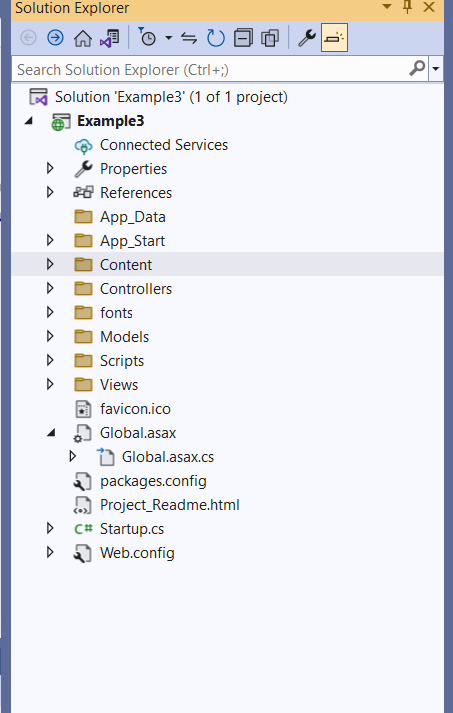 Solution Explorer
Search Solution Explorer (Ctrl+;)
Solution 'Example3' (1 of 1 project)
Example3
Connected Services
Properties
References
App_Data
App_Start
Content
Controllers
fonts
Models
Scripts
Views
favicon.ico
Global.asax
Global.asax.cs
packages.config
Project_Readme.html
C# Startup.cs
Web.config